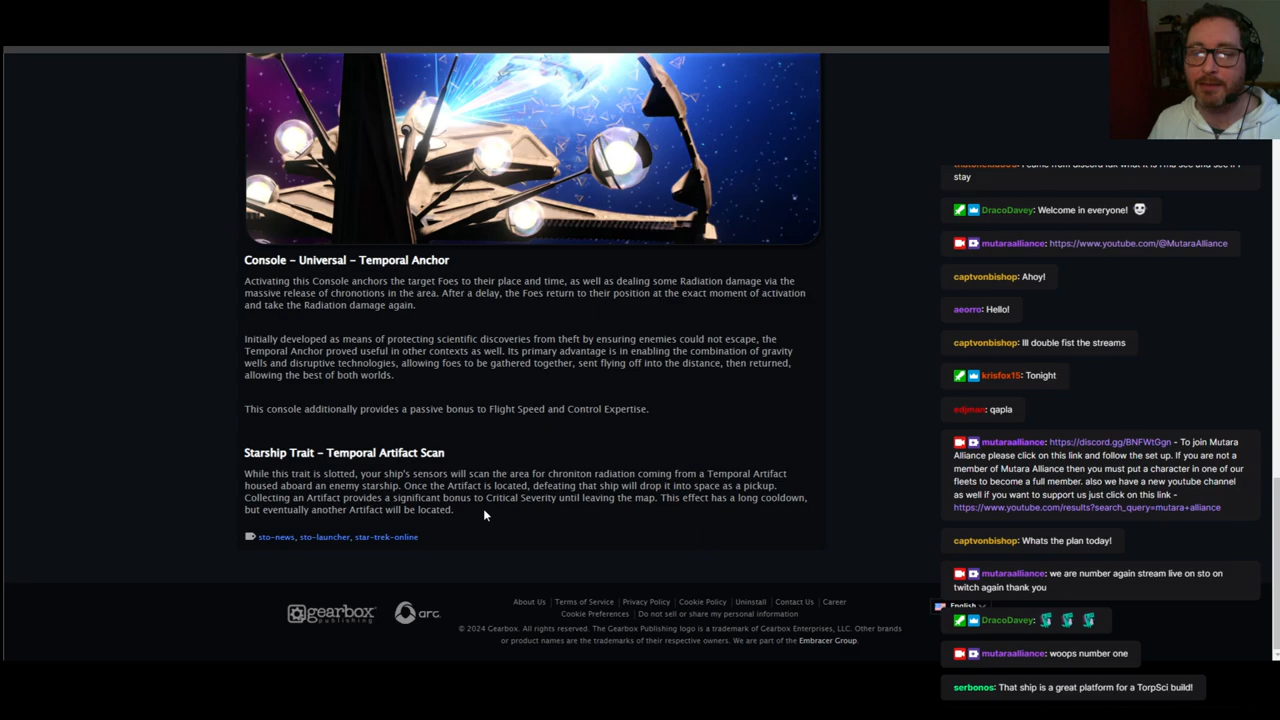 Console – Universal – Temporal Anchor
Activating this Console anchors the target Foes to their place and time, as well as dealing some Radiation damage via the
massive release of chronotions in the area. After a delay, the Foes return to their position at the exact moment of activation
and take the Radiation damage again.
Initially developed as means of protecting scientific discoveries from theft by ensuring enemies could not escape, the
Temporal Anchor proved useful in other contexts as well. Its primary advantage is in enabling the combination of gravity
wells and disruptive technologies, allowing foes to be gathered together, sent flying off into the distance, then returned,
allowing the best of both worlds.
This console additionally provides a passive bonus to Flight Speed and Control Expertise.
Starship Trait – Temporal Artifact Scan
While this trait is slotted, your ship's sensors will scan the area for chroniton radiation coming from a Temporal Artifact
housed aboard an enemy starship. Once the Artifact is located, defeating that ship will drop it into space as a pickup.
Collecting an Artifact provides a significant bonus to Critical Severity until leaving the map. This effect has a long cooldown,
but eventually another Artifact will be located.
sto-news, sto-launcher, star-trek-online
gearbox publishing
arc
About Us | Terms of Service | Privacy Policy | Cookie Policy | Uninstall | Contact Us | Career
Cookie Preferences | Do not sell or share my personal information
© 2024 Gearbox. All rights reserved. The Gearbox Publishing logo is a trademark of Gearbox Enterprises, LLC. Other brands
or product names are the trademarks of their respective owners. We are part of the Embracer Group.
English
stay
DracoDavey: Welcome in everyone!
mutaraalliance: https://www.youtube.com/@MutaraAlliance
captvonbishop: Ahoy!
aeorro: Hello!
captvonbishop: Ill double fist the streams
krisfox15: Tonight
edjman: qapla
mutaraalliance: https://discord.gg/BNFWtGgn - To join Mutara
Alliance please click on this link and follow the set up. If you are not a
member of Mutara Alliance then you must put a character in one of our
fleets to become a full member. also we have a new youtube channel
as well if you want to support us just click on this link -
https://www.youtube.com/results?search_query=mutara+alliance
captvonbishop: Whats the plan today!
mutaraalliance: we are number again stream live on sto on
twitch again thank you
DracoDavey:
mutaraalliance: woops number one
serbonos: That ship is a great platform for a TorpSci build!